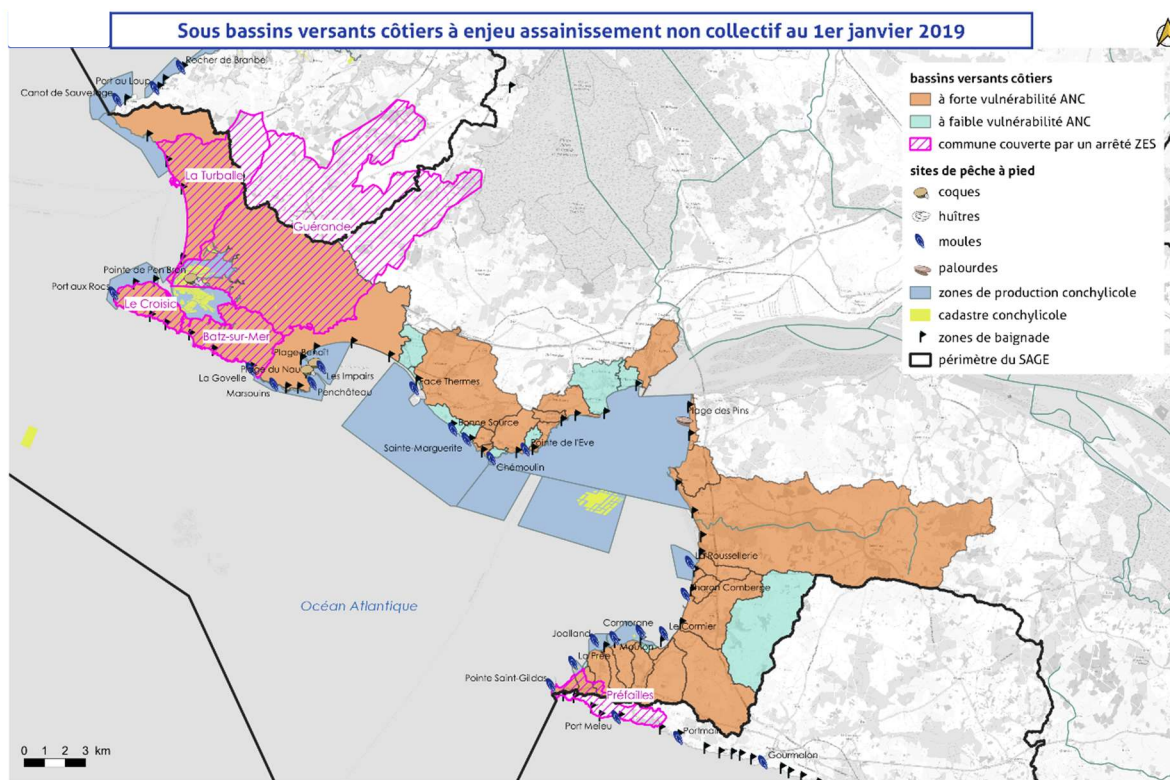 Sous bassins versants côtiers à enjeu assainissement non collectif au 1er janvier 2019
bassins versants côtiers
à forte vulnérabilité ANC
à faible vulnérabilité ANC
commune couverte par un arrêté ZES
sites de pêche à pied
coques
huîtres
moules
palourdes
zones de production conchylicole
cadastre conchylicole
zones de baignade
périmètre du SAGE
Rocher de Branbel
Port au Loup
Canot de Sauvetage
La Turballe
Guérande
Pointe de Pen Bron
Port aux Rocs
Le Croisic
Batz-sur-Mer
Plage Benoît
Plage du Nau
La Govelle
Les Impairs
Marsouins
Penchâteau
Face Thermes
Bonne Source
Sainte-Marguerite
Pointe de l'Eve
Chémoulin
Plage des Pins
La Roussellerie
Comberge
Océan Atlantique
Cormorane
Joalland
Le Cormier
Mouton
La Prée
Pointe Saint-Gildas
Préfailles
Port Meleu
Portmain
Gourmalon
0 1 2 3 km